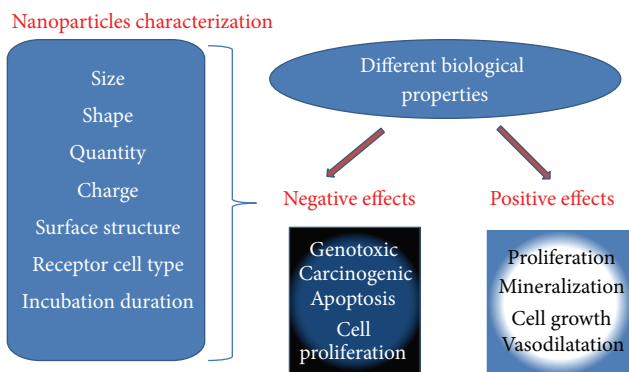 Nanoparticles characterization
Size
Shape
Quantity
Charge
Surface structure
Receptor cell type
Incubation duration
Different biological
properties
Negative effects
Genotoxic
Carcinogenic
Apoptosis
Cell
proliferation
Positive effects
Proliferation
Mineralization
Cell growth
Vasodilatation